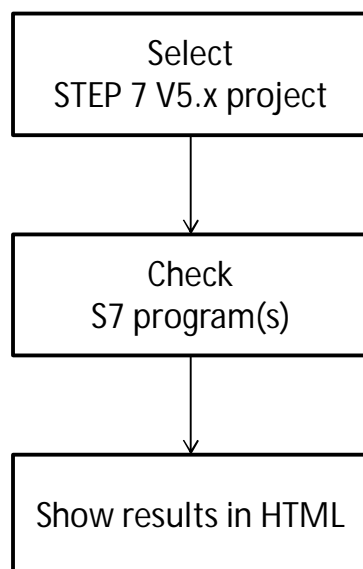 Select
STEP 7 V5.x project
Check
S7 program(s)
Show results in HTML